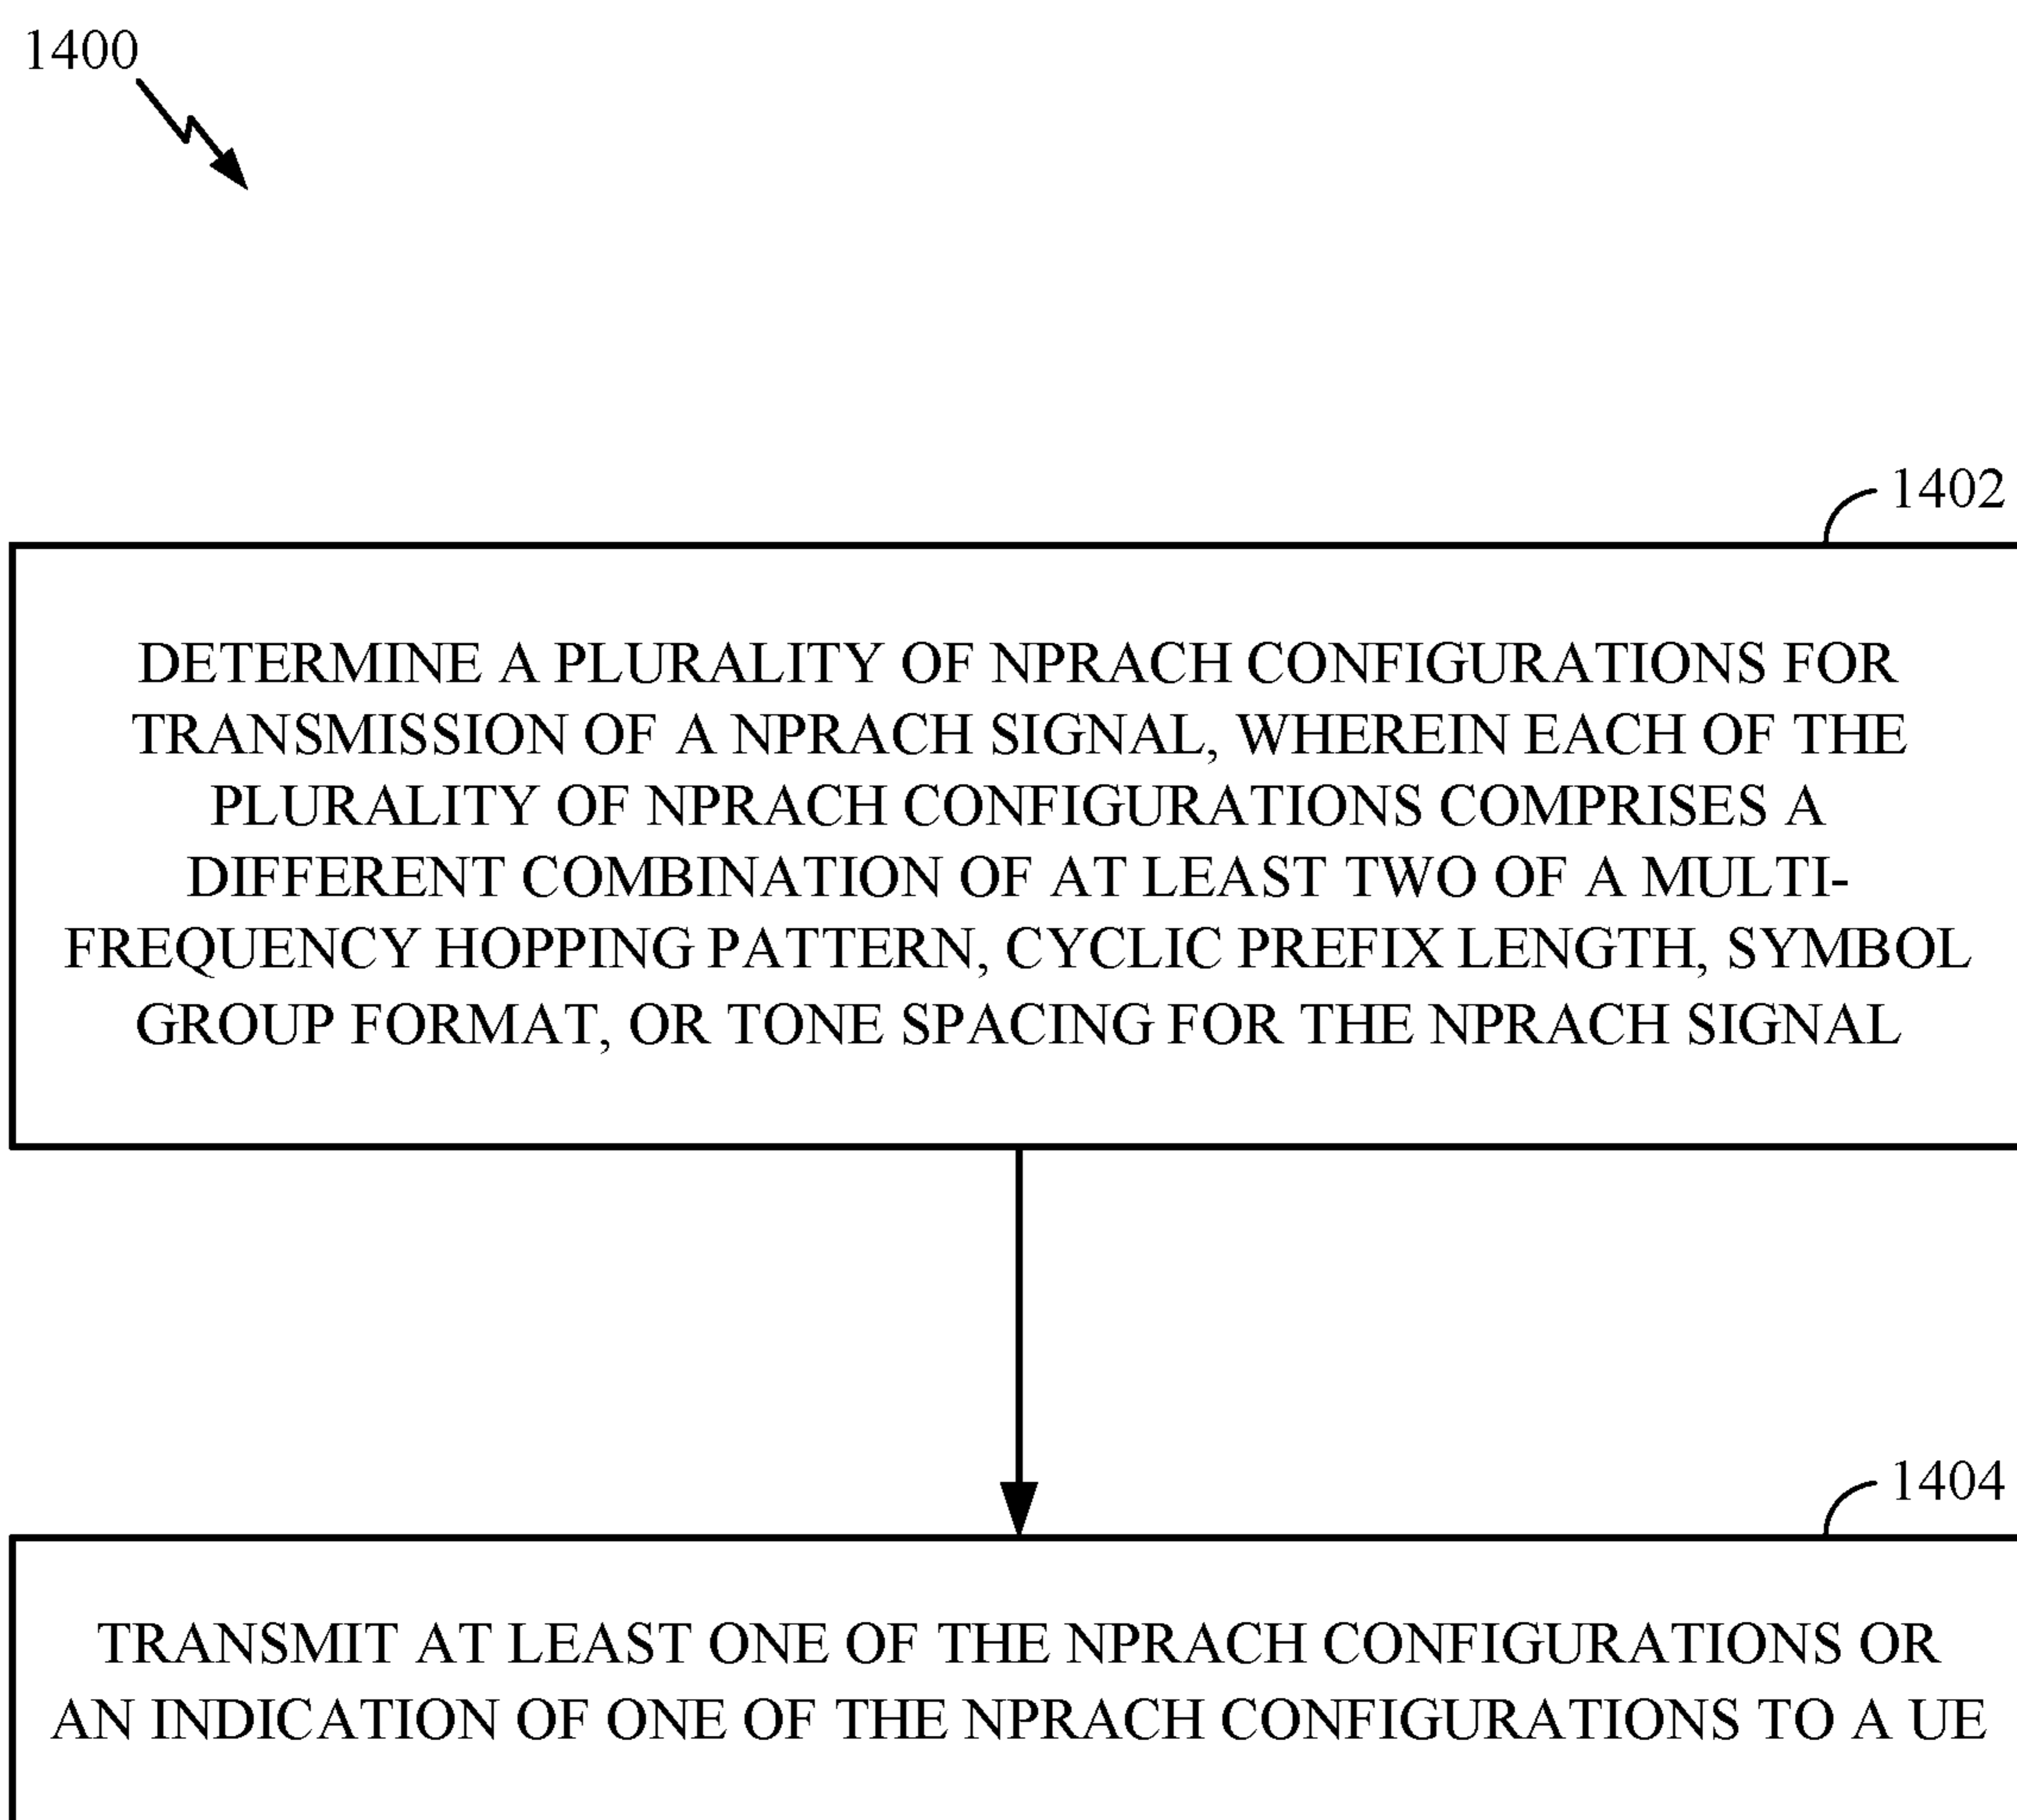 1400
1402
DETERMINE A PLURALITY OF NPRACH CONFIGURATIONS FOR
TRANSMISSION OF A NPRACH SIGNAL, WHEREIN EACH OF THE
PLURALITY OF NPRACH CONFIGURATIONS COMPRISES A
DIFFERENT COMBINATION OF AT LEAST TWO OF A MULTI-
FREQUENCY HOPPING PATTERN, CYCLIC PREFIX LENGTH, SYMBOL
GROUP FORMAT, OR TONE SPACING FOR THE NPRACH SIGNAL
1404
TRANSMIT AT LEAST ONE OF THE NPRACH CONFIGURATIONS OR
AN INDICATION OF ONE OF THE NPRACH CONFIGURATIONS TO A UE